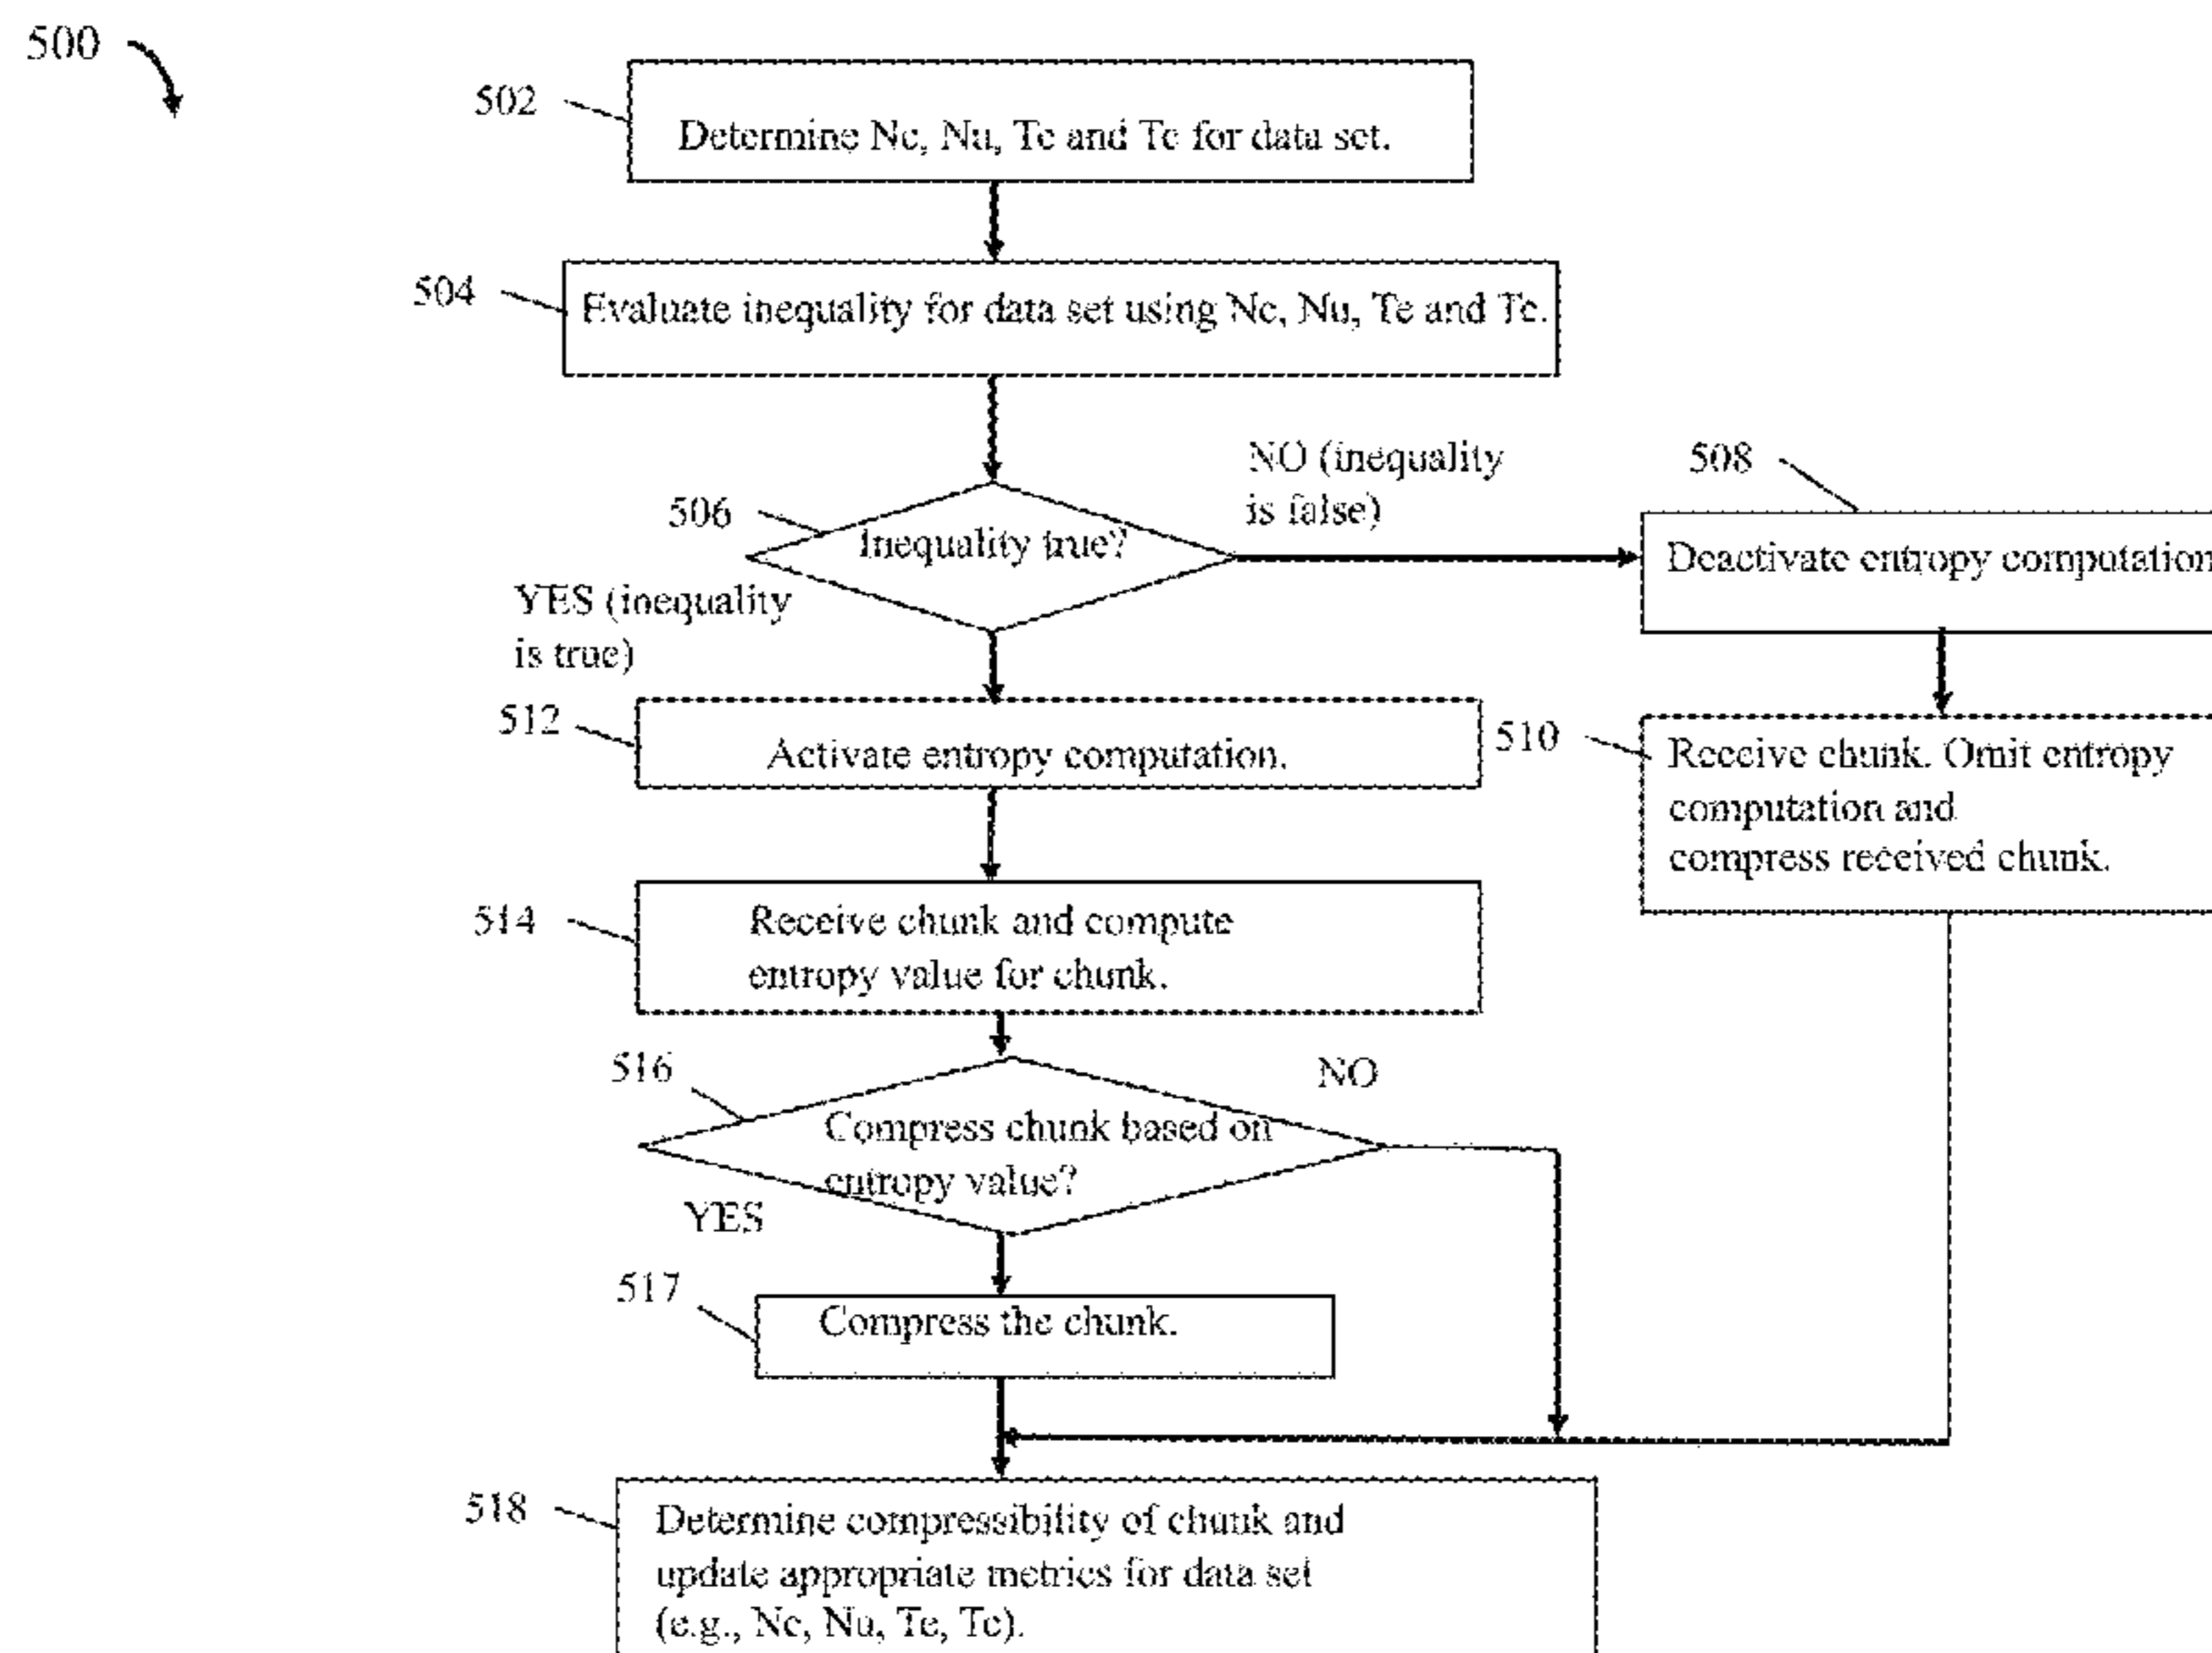 500
502
Determine Nc, Nu, Te and Tc for data set.
504
Evaluate inequality for data set using Nc, Nu, Te and Tc.
506
Inequality true?
NO (inequality
is false)
508
Deactivate entropy computation
YES (inequality
is true)
512
Activate entropy computation.
510
Receive chunk. Omit entropy
computation and
compress received chunk.
514
Receive chunk and compute
entropy value for chunk.
516
Compress chunk based on
entropy value?
NO
YES
517
Compress the chunk.
518
Determine compressibility of chunk and
update appropriate metrics for data set
(e.g., Nc, Nu, Te, Tc).